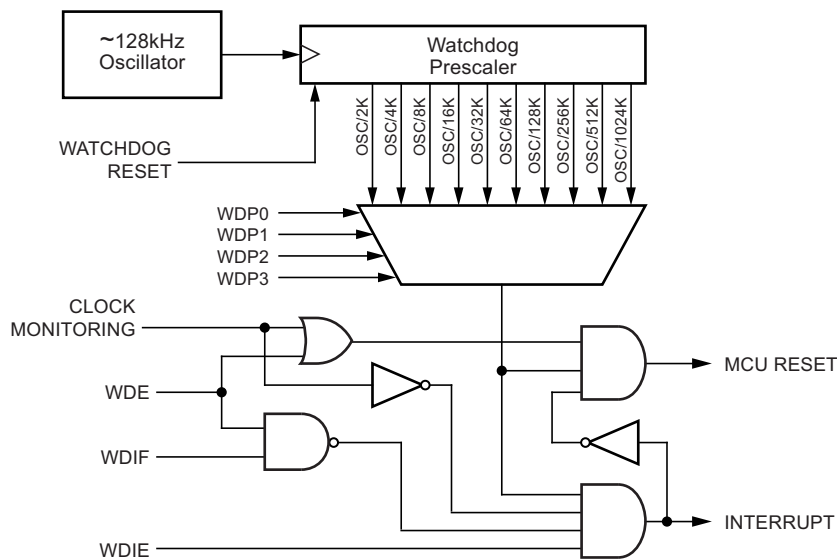 ~128kHz
Oscillator
Watchdog
Prescaler
OSC/2K
OSC/4K
OSC/8K
OSC/16K
OSC/32K
OSC/64K
OSC/128K
OSC/256K
OSC/512K
OSC/1024K
WATCHDOG
RESET
WDP0
WDP1
WDP2
WDP3
CLOCK
MONITORING
MCU RESET
WDE
WDIF
INTERRUPT
WDIE